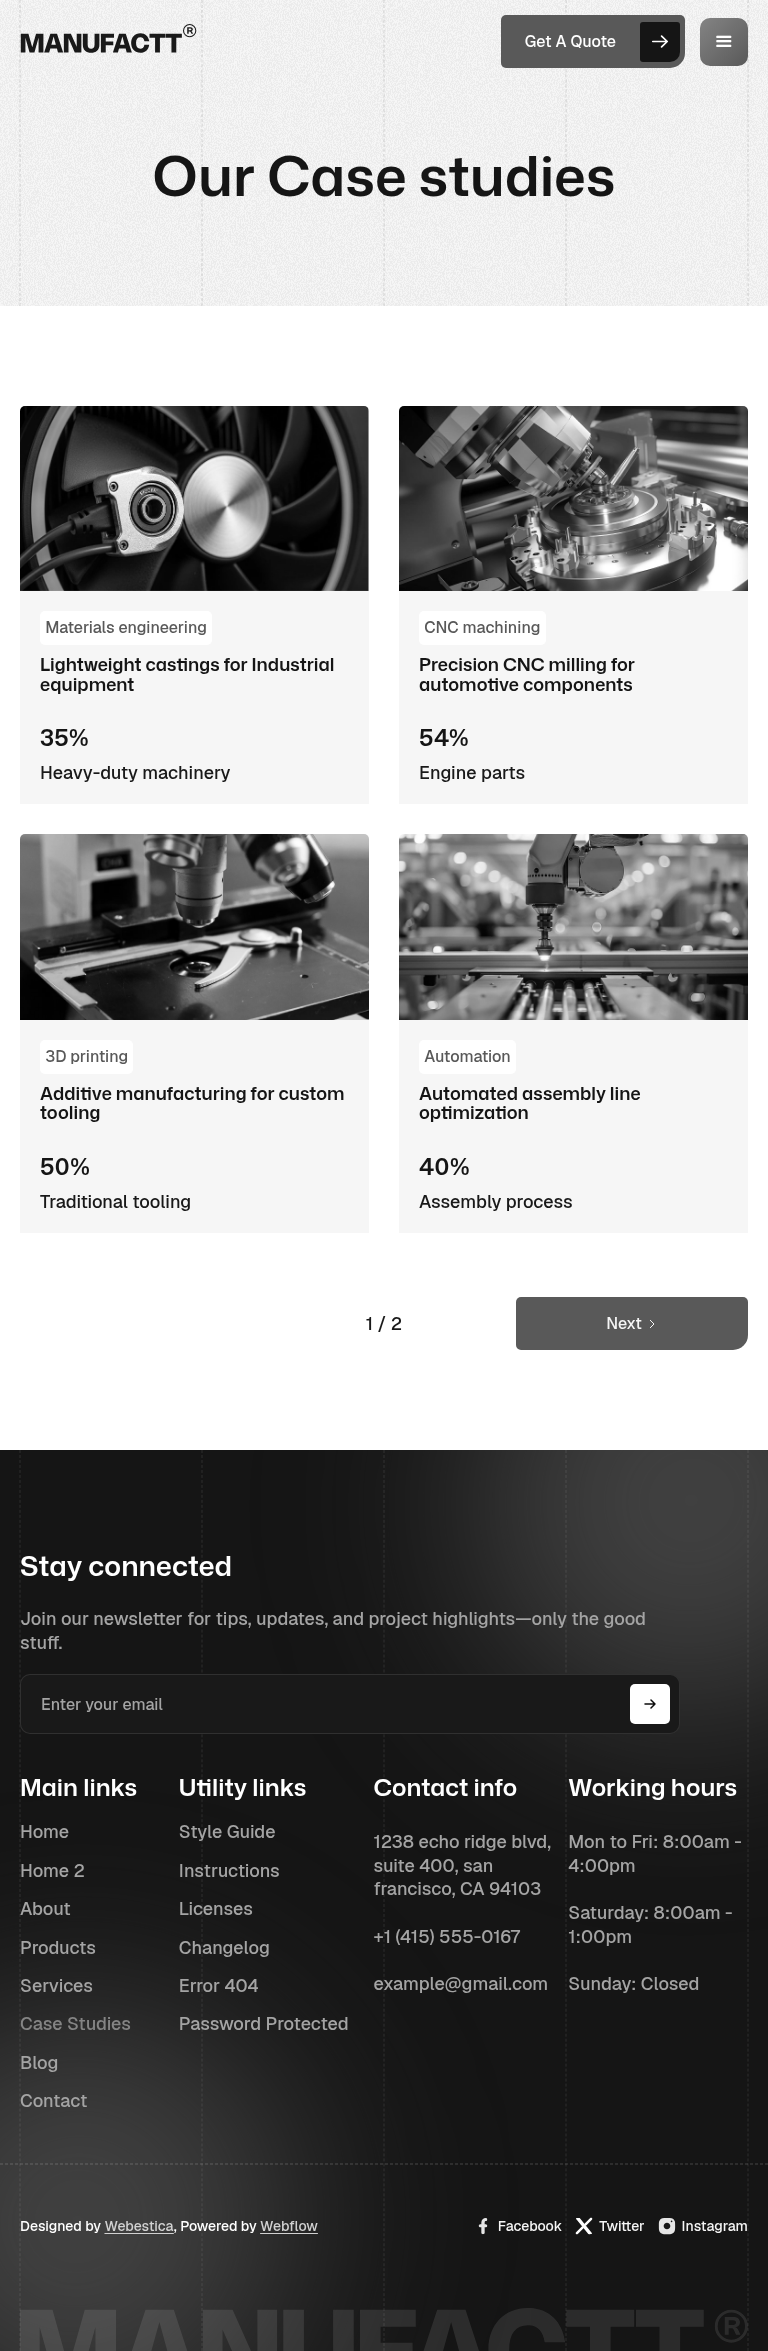 MANUFACTT®
Get A Quote
Our Case studies
Materials engineering
Lightweight castings for Industrial
equipment
35%
Heavy-duty machinery
CNC machining
Precision CNC milling for
automotive components
54%
Engine parts
3D printing
Additive manufacturing for custom
tooling
50%
Traditional tooling
Automation
Automated assembly line
optimization
40%
Assembly process
1 / 2
Next
Stay connected
Join our newsletter for tips, updates, and project highlights—only the good
stuff.
Enter your email
Main links
Home
Home 2
About
Products
Services
Case Studies
Blog
Contact
Utility links
Style Guide
Instructions
Licenses
Changelog
Error 404
Password Protected
Contact info
1238 echo ridge blvd,
suite 400, san
francisco, CA 94103
+1 (415) 555-0167
example@gmail.com
Working hours
Mon to Fri: 8:00am -
4:00pm
Saturday: 8:00am -
1:00pm
Sunday: Closed
Designed by Webestica, Powered by Webflow
Facebook
Twitter
Instagram
MANUFACTT®